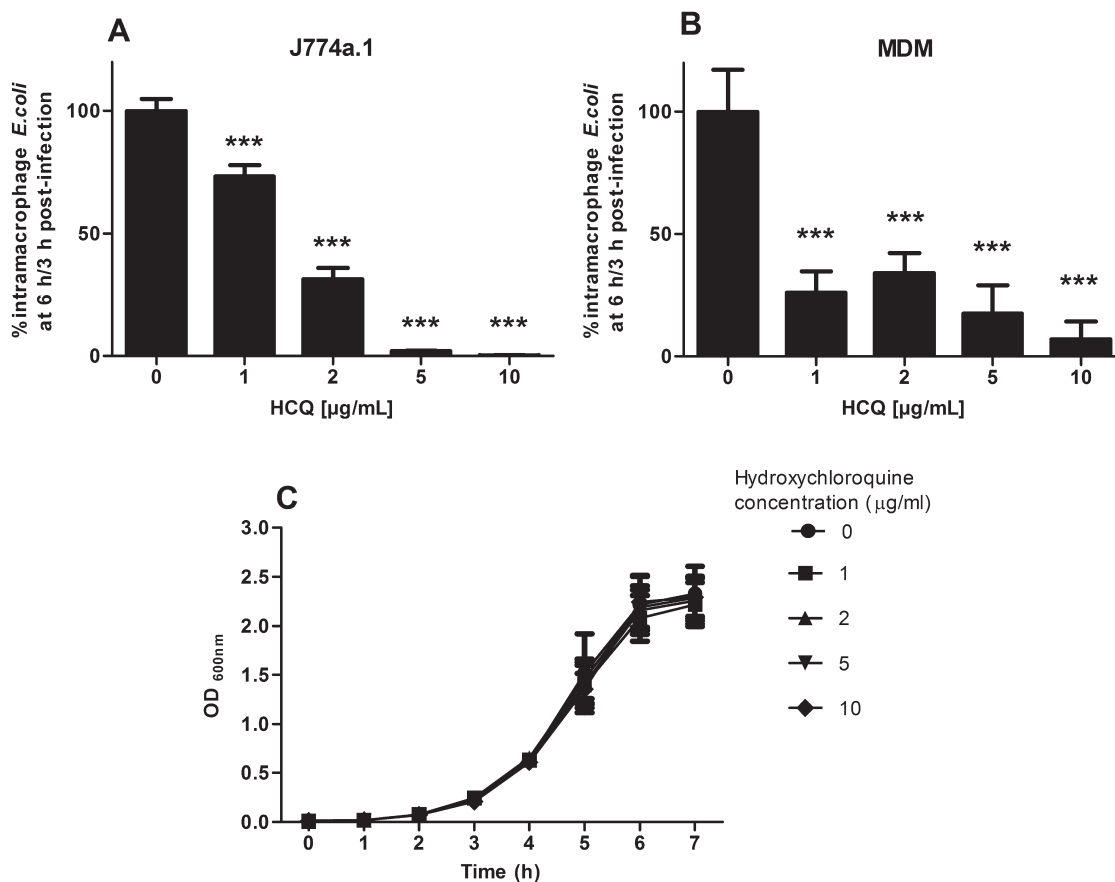 A
J774a.1
% intramacrophage E.coli
at 6 h/3 h post-infection
100
50
0
***
***
***
***
0 1 2 5 10
HCQ [µg/mL]
B
MDM
% intramacrophage E.coli
at 6 h/3 h post-infection
100
50
0
***
***
***
***
0 1 2 5 10
HCQ [µg/mL]
C
OD 600nm
3.0
2.5
2.0
1.5
1.0
0.5
0.0
0 1 2 3 4 5 6 7
Time (h)
Hydroxychloroquine
concentration (µg/ml)
0
1
2
5
10